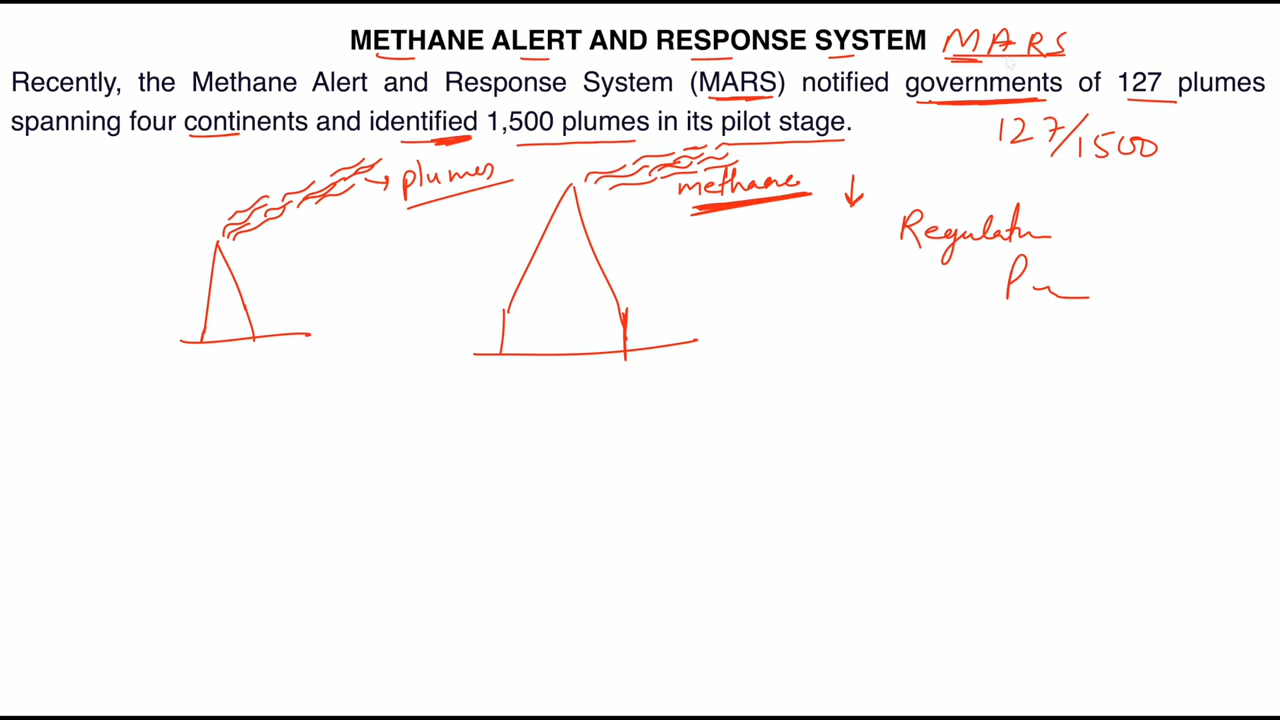 METHANE ALERT AND RESPONSE SYSTEM MARS
Recently, the Methane Alert and Response System (MARS) notified governments of 127 plumes
spanning four continents and identified 1,500 plumes in its pilot stage.
127/1500
plumes
methane